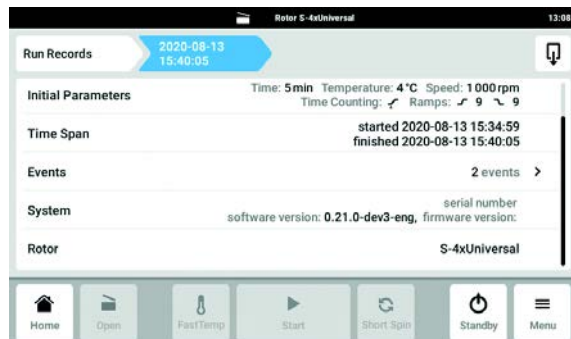 Rotor S-4xUniversal 13:08
Run Records
2020-08-13
15:40:05
Initial Parameters
Time: 5 min Temperature: 4 °C Speed: 1 000 rpm
Time Counting: Ramps: 9 9
Time Span
started 2020-08-13 15:34:59
finished 2020-08-13 15:40:05
Events 2 events
System
serial number
software version: 0.21.0-dev3-eng, firmware version:
Rotor S-4xUniversal
Home Open FastTemp Start Short Spin Standby Menu